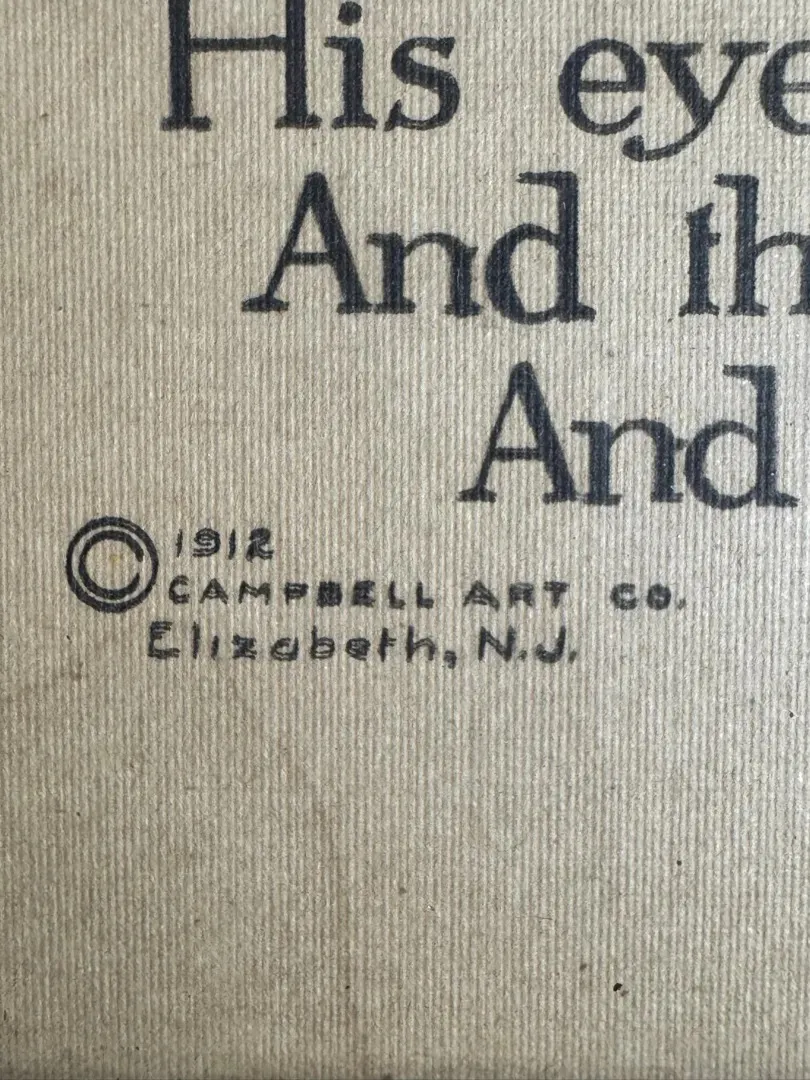 His eye
And th
And
© 1912
CAMPBELL ART CO.
Elizabeth, N.J.